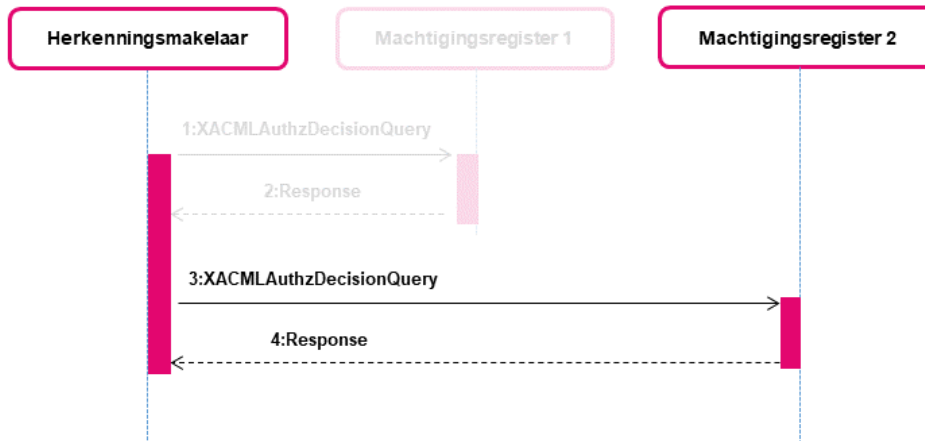 Herkenningsmakelaar
Machtigingsregister 1
Machtigingsregister 2
1:XACMLAuthzDecisionQuery
2:Response
3:XACMLAuthzDecisionQuery
4:Response